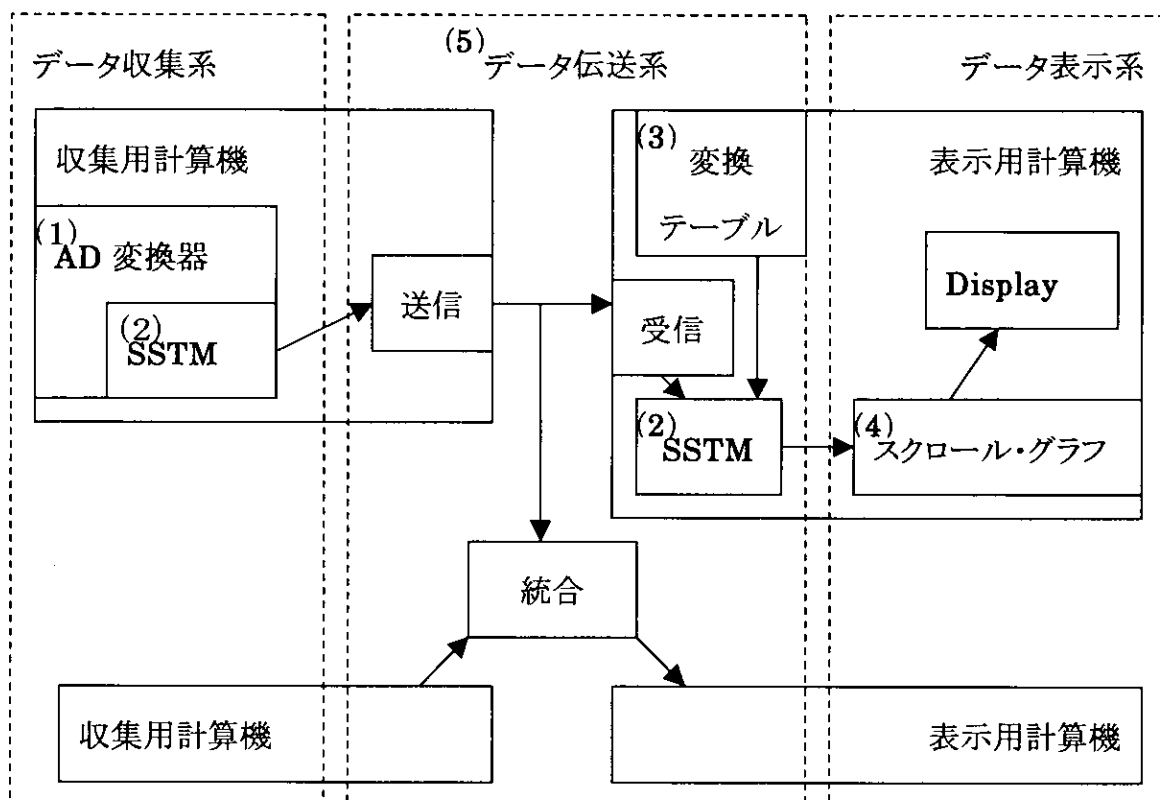 データ収集系
(5)データ伝送系
データ表示系
収集用計算機
(1)
AD 変換器
(2)
SSTM
送信
(3)
変換
テーブル
受信
(2)
SSTM
表示用計算機
Display
(4)
スクロール・グラフ
統合
収集用計算機
表示用計算機